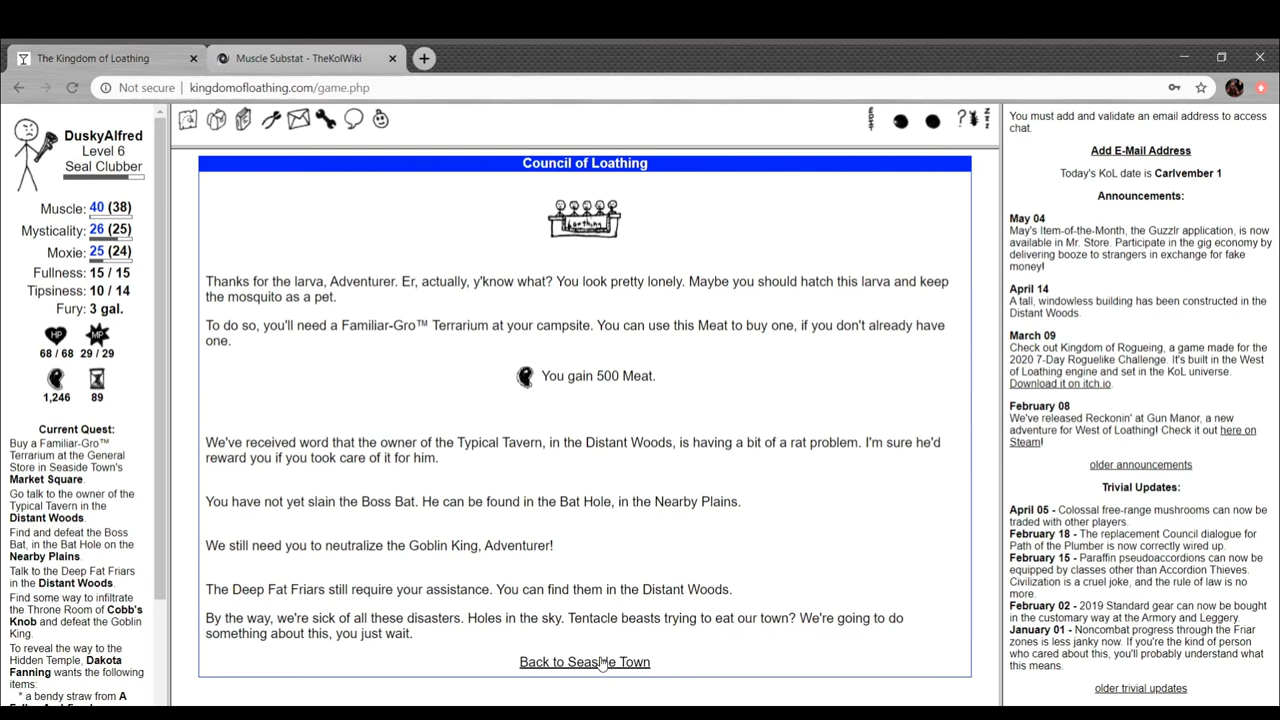 The Kingdom of Loathing
Muscle Substat - TheKolWiki
Not secure
kingdomofloathing.com/game.php
DuskyAlfred
Level 6
Seal Clubber
Muscle: 40 (38)
Mysticality: 26 (25)
Moxie: 25 (24)
Fullness: 15 / 15
Tipsiness: 10 / 14
Fury: 3 gal.
HP MP
68 / 68 29 / 29
1,246 89
Current Quest:
Buy a Familiar-Gro™
Terrarium at the General
Store in Seaside Town's
Market Square.
Go talk to the owner of the
Typical Tavern in the
Distant Woods.
Find and defeat the Boss
Bat, in the Bat Hole on the
Nearby Plains.
Talk to the Deep Fat Friars
in the Distant Woods.
Find some way to infiltrate
the Throne Room of Cobb's
Knob and defeat the Goblin
King.
To reveal the way to the
Hidden Temple, Dakota
Fanning wants the following
items:
* a bendy straw from A
Council of Loathing
Loathing
Thanks for the larva, Adventurer. Er, actually, y'know what? You look pretty lonely. Maybe you should hatch this larva and keep
the mosquito as a pet.
To do so, you'll need a Familiar-Gro™ Terrarium at your campsite. You can use this Meat to buy one, if you don't already have
one.
You gain 500 Meat.
We've received word that the owner of the Typical Tavern, in the Distant Woods, is having a bit of a rat problem. I'm sure he'd
reward you if you took care of it for him.
You have not yet slain the Boss Bat. He can be found in the Bat Hole, in the Nearby Plains.
We still need you to neutralize the Goblin King, Adventurer!
The Deep Fat Friars still require your assistance. You can find them in the Distant Woods.
By the way, we're sick of all these disasters. Holes in the sky. Tentacle beasts trying to eat our town? We're going to do
something about this, you just wait.
Back to Seaside Town
You must add and validate an email address to access
chat.
Add E-Mail Address
Today's KoL date is Carlvember 1
Announcements:
May 04
May's Item-of-the-Month, the Guzzlr application, is now
available in Mr. Store. Participate in the gig economy by
delivering booze to strangers in exchange for fake
money!
April 14
A tall, windowless building has been constructed in the
Distant Woods.
March 09
Check out Kingdom of Rogueing, a game made for the
2020 7-Day Roguelike Challenge. It's built in the West
of Loathing engine and set in the KoL universe.
Download it on itch.io.
February 08
We've released Reckonin' at Gun Manor, a new
adventure for West of Loathing! Check it out here on
Steam!
older announcements
Trivial Updates:
April 05 - Colossal free-range mushrooms can now be
traded with other players.
February 18 - The replacement Council dialogue for
Path of the Plumber is now correctly wired up.
February 15 - Paraffin pseudoaccordions can now be
equipped by classes other than Accordion Thieves.
Civilization is a cruel joke, and the rule of law is no
more.
February 02 - 2019 Standard gear can now be bought
in the customary way at the Armory and Leggery.
January 01 - Noncombat progress through the Friar
zones is less janky now. If you're the kind of person
who cared about this, you'll probably understand what
this means.
older trivial updates